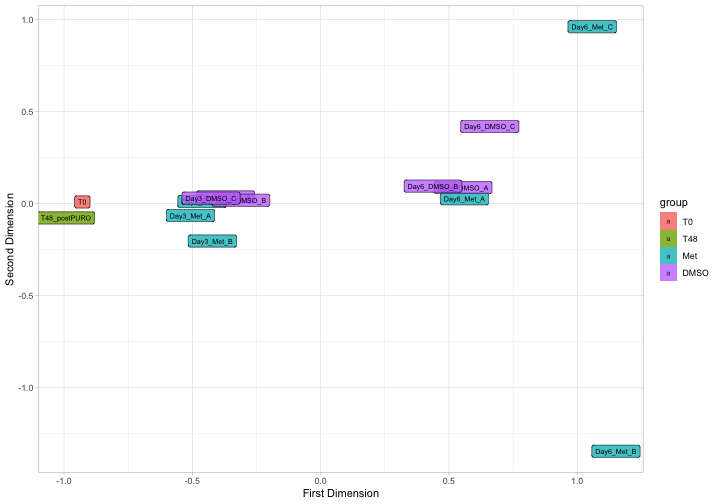 1.0
0.5
0.0
-0.5
-1.0
Second Dimension
Day6_Met_C
Day6_DMSO_C
Day6_DMSO_B
DMSO_A
Day6_Met_A
T0
T48_postPURO
Day3_DMSO_C
DMSO_B
Day3_Met_A
Day3_Met_B
Day6_Met_B
-1.0 -0.5 0.0 0.5 1.0
First Dimension
group
a T0
a T48
a Met
a DMSO